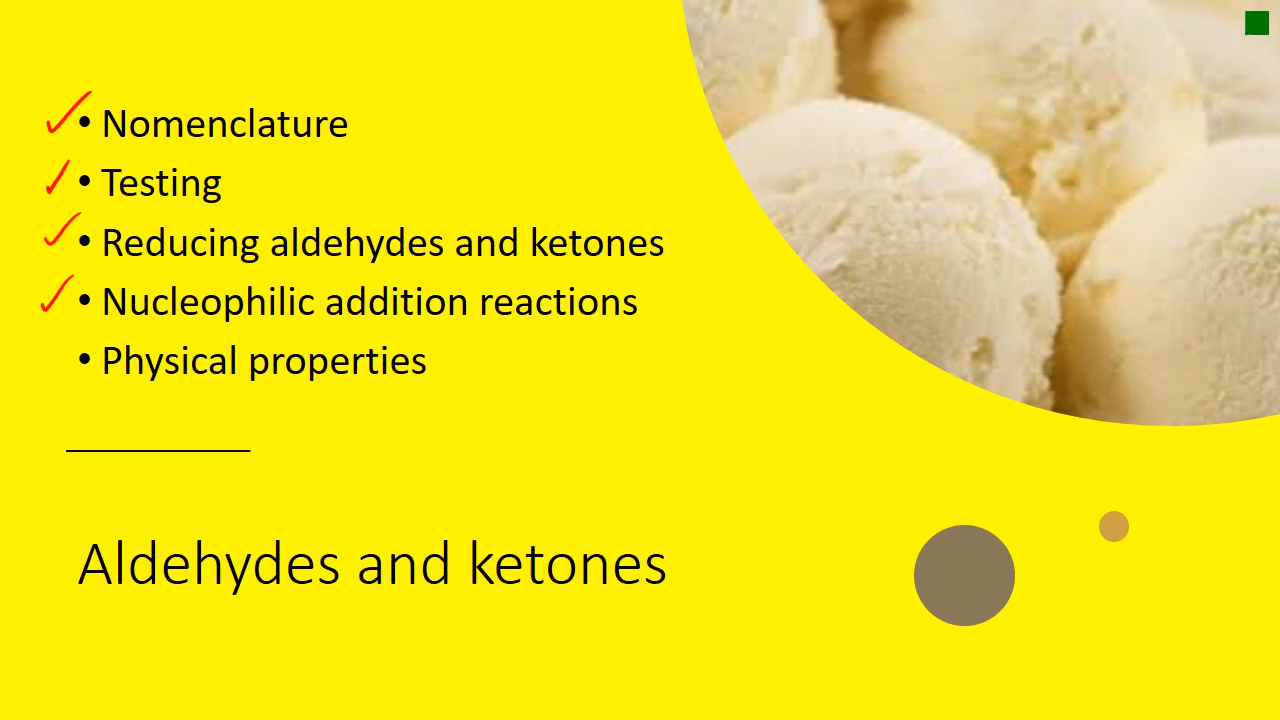 • Nomenclature
• Testing
• Reducing aldehydes and ketones
• Nucleophilic addition reactions
• Physical properties
Aldehydes and ketones